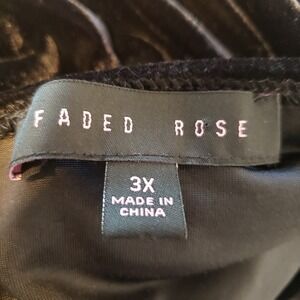 FADED ROSE
3X
MADE IN
CHINA